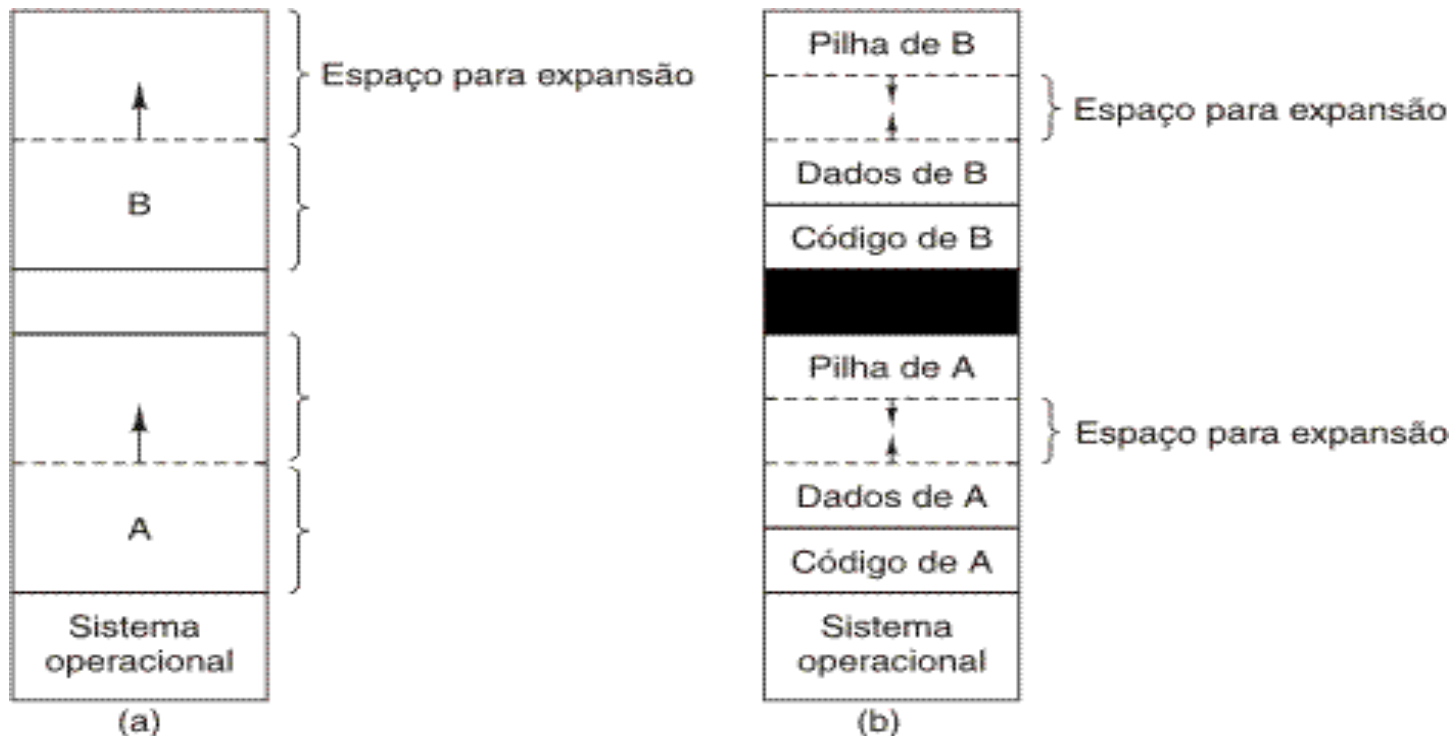 Espaço para expansão
B
A
Sistema
operacional
(a)
Pilha de B
Espaço para expansão
Dados de B
Código de B
Pilha de A
Espaço para expansão
Dados de A
Código de A
Sistema
operacional
(b)